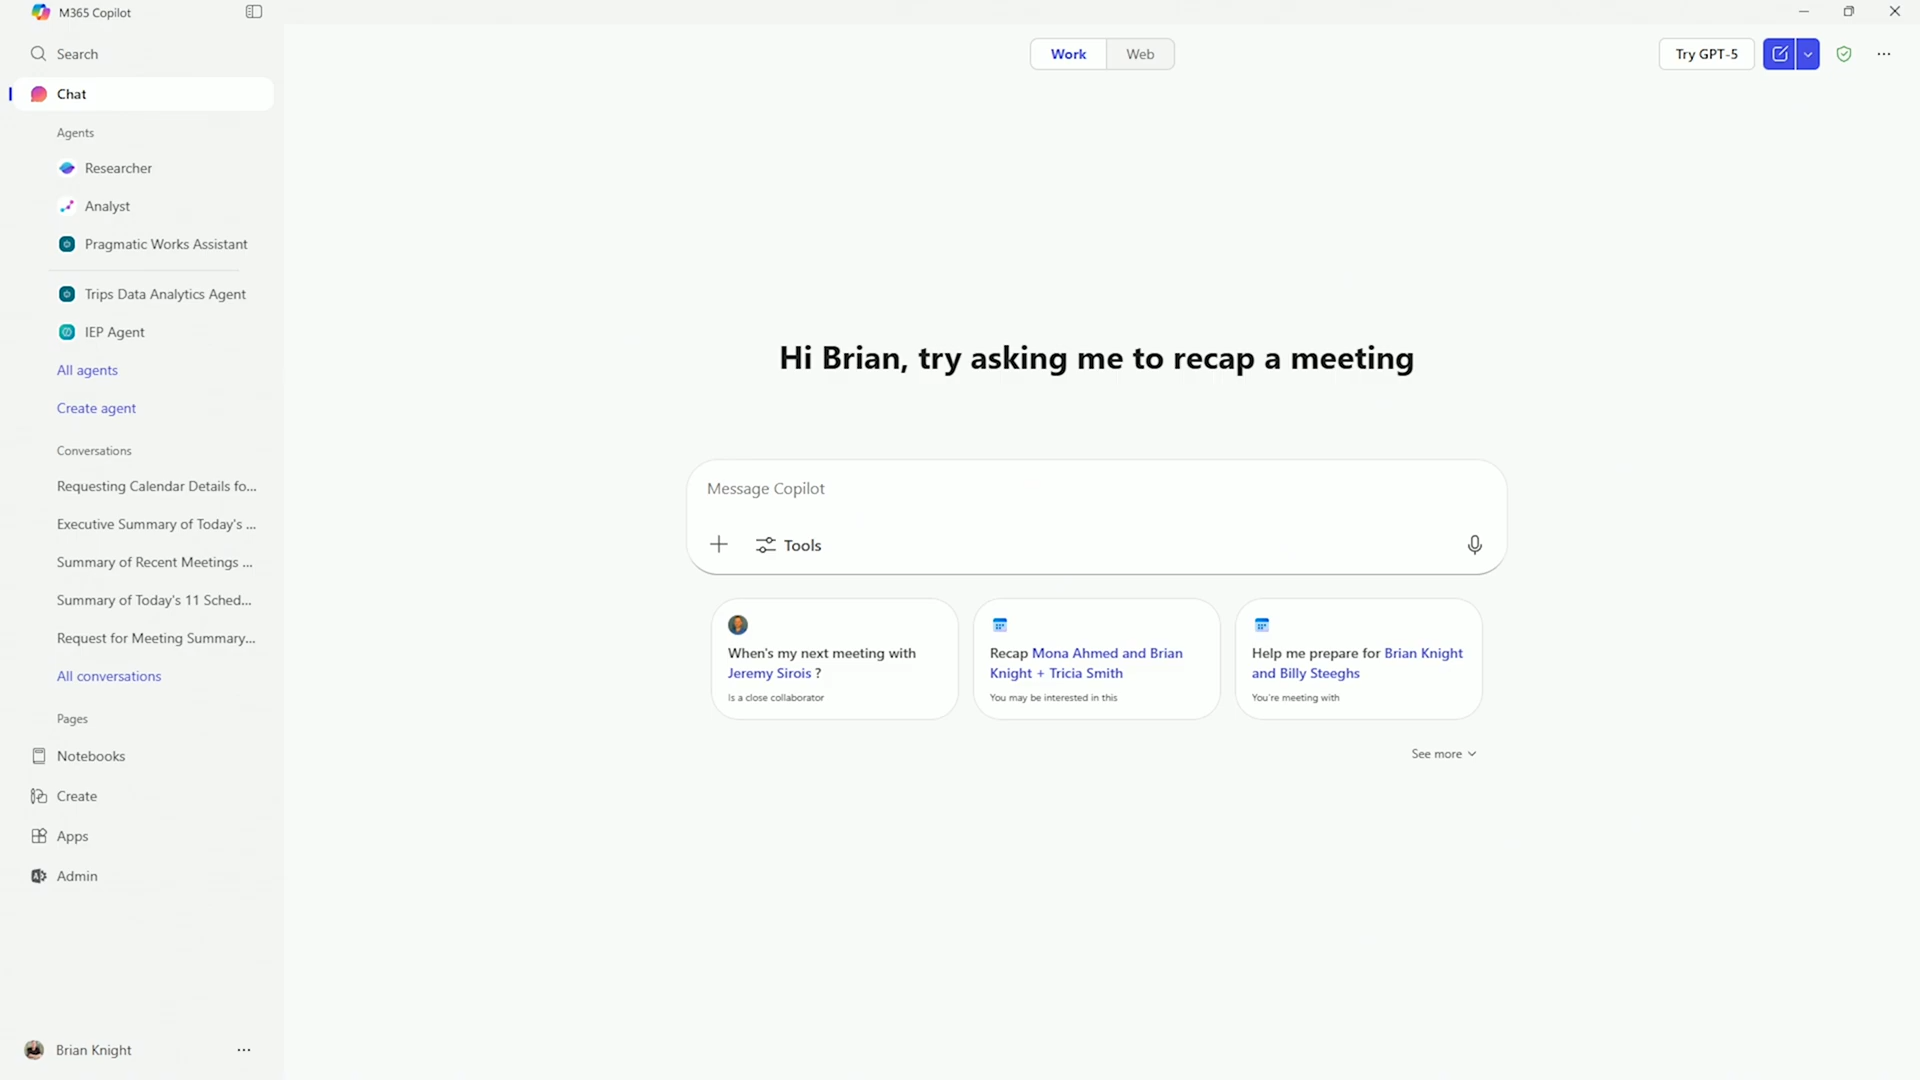 M365 Copilot
Search
Chat
Agents
Researcher
Analyst
Pragmatic Works Assistant
Trips Data Analytics Agent
IEP Agent
All agents
Create agent
Conversations
Requesting Calendar Details fo...
Executive Summary of Today's ...
Summary of Recent Meetings ...
Summary of Today's 11 Sched...
Request for Meeting Summary...
All conversations
Pages
Notebooks
Create
Apps
Admin
Brian Knight
Work
Web
Try GPT-5
Hi Brian, try asking me to recap a meeting
Message Copilot
Tools
When's my next meeting with
Jeremy Sirois ?
Is a close collaborator
Recap Mona Ahmed and Brian
Knight + Tricia Smith
You may be interested in this
Help me prepare for Brian Knight
and Billy Steeghs
You're meeting with
See more